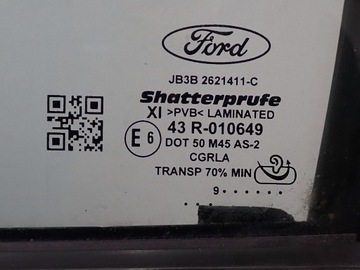 Ford
JB3B 2621411-C
Shatterprufe
XI >PVB< LAMINATED
E6 43 R-010649
DOT 50 M45 AS-2
CGRLA
TRANSP 70% MIN
9 ······
··· ·